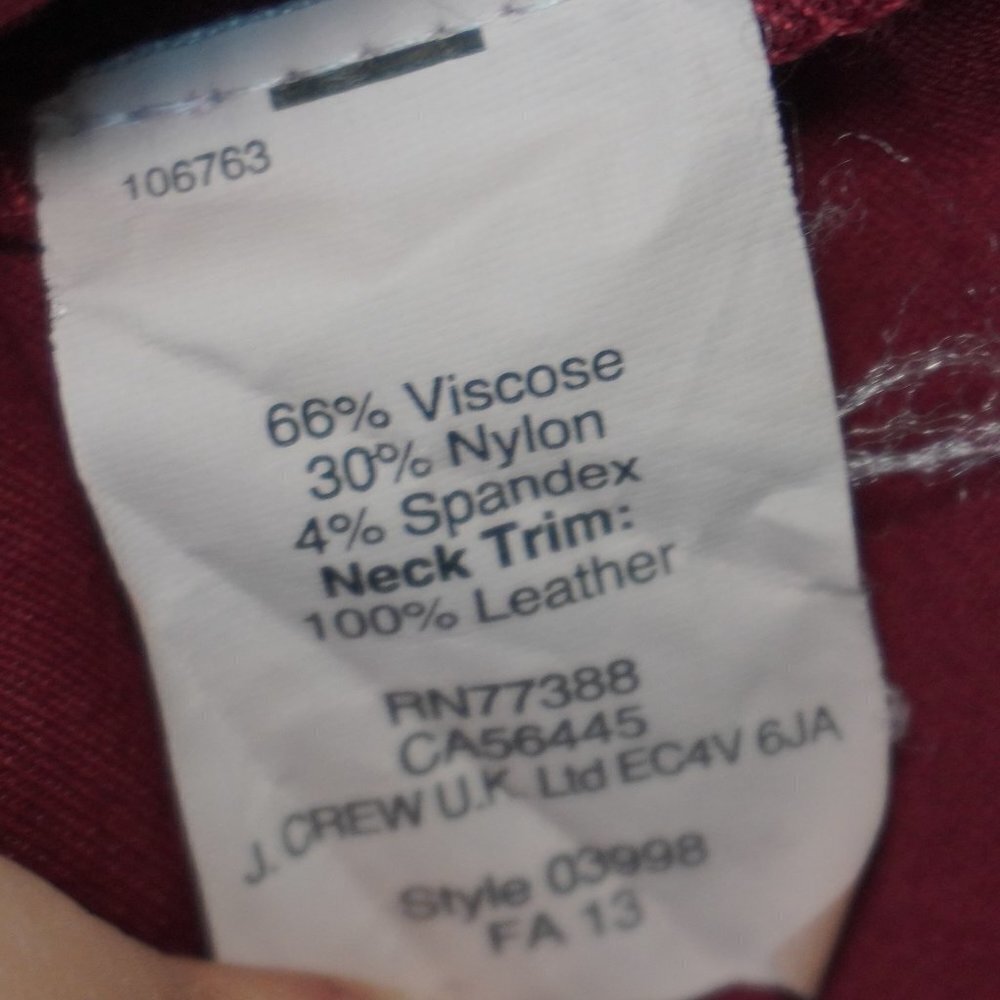 106763
66% Viscose
30% Nylon
4% Spandex
Neck Trim:
100% Leather
RN77388
CA56445
J. CREW U.K Ltd EC4V 6JA
Style 03998
FA 13